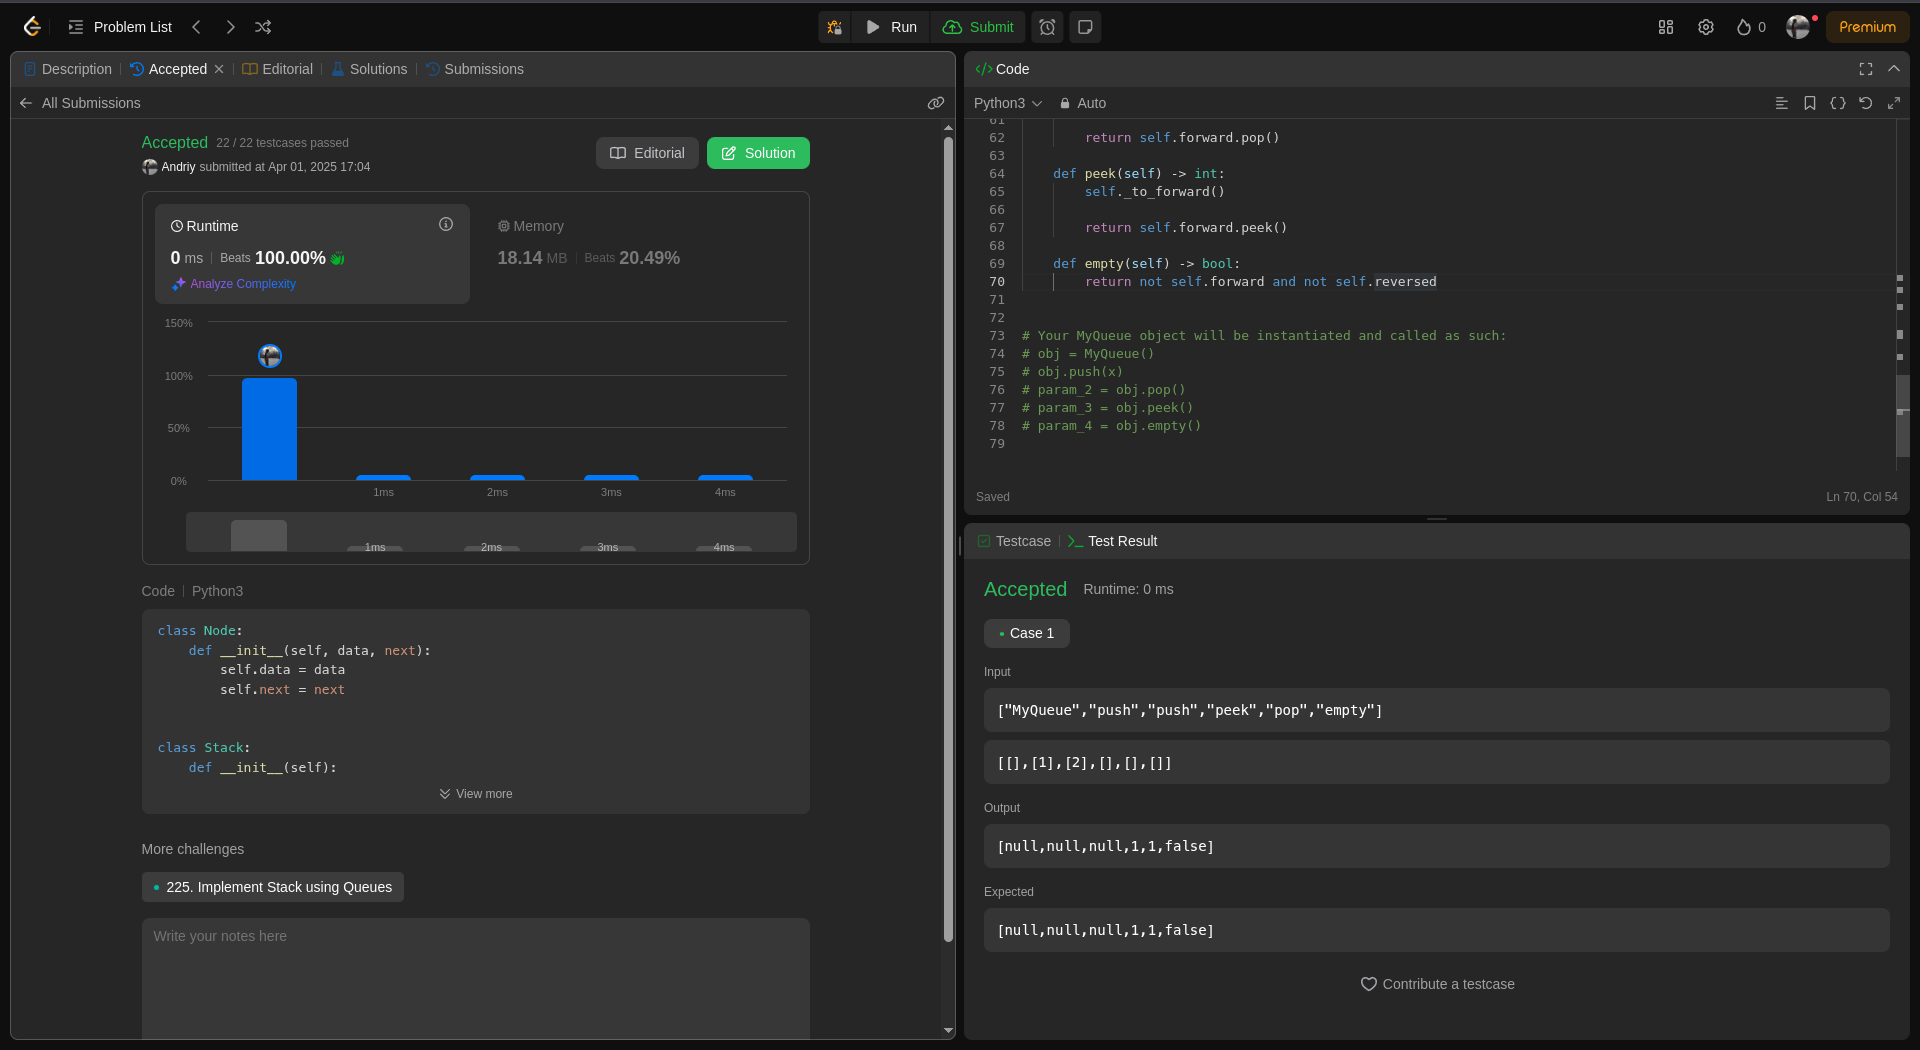 Problem List
Run
Submit
0
Premium
Description
Accepted
Editorial
Solutions
Submissions
All Submissions
Accepted
22 / 22 testcases passed
Andriy submitted at Apr 01, 2025 17:04
Editorial
Solution
Runtime
0 ms
Beats 100.00%
Analyze Complexity
Memory
18.14 MB
Beats 20.49%
150%
100%
50%
0%
1ms
2ms
3ms
4ms
1ms
2ms
3ms
4ms
Code
Python3
class Node:
    def __init__(self, data, next):
        self.data = data
        self.next = next
class Stack:
    def __init__(self):
View more
More challenges
225. Implement Stack using Queues
Write your notes here
</> Code
Python3
Auto
61
62         return self.forward.pop()
63
64     def peek(self) -> int:
65         self._to_forward()
66
67         return self.forward.peek()
68
69     def empty(self) -> bool:
70         return not self.forward and not self.reversed
71
72
73 # Your MyQueue object will be instantiated and called as such:
74 # obj = MyQueue()
75 # obj.push(x)
76 # param_2 = obj.pop()
77 # param_3 = obj.peek()
78 # param_4 = obj.empty()
79
Saved
Ln 70, Col 54
Testcase
Test Result
Accepted
Runtime: 0 ms
Case 1
Input
["MyQueue","push","push","peek","pop","empty"]
[[],[1],[2],[],[],[]]
Output
[null,null,null,1,1,false]
Expected
[null,null,null,1,1,false]
Contribute a testcase